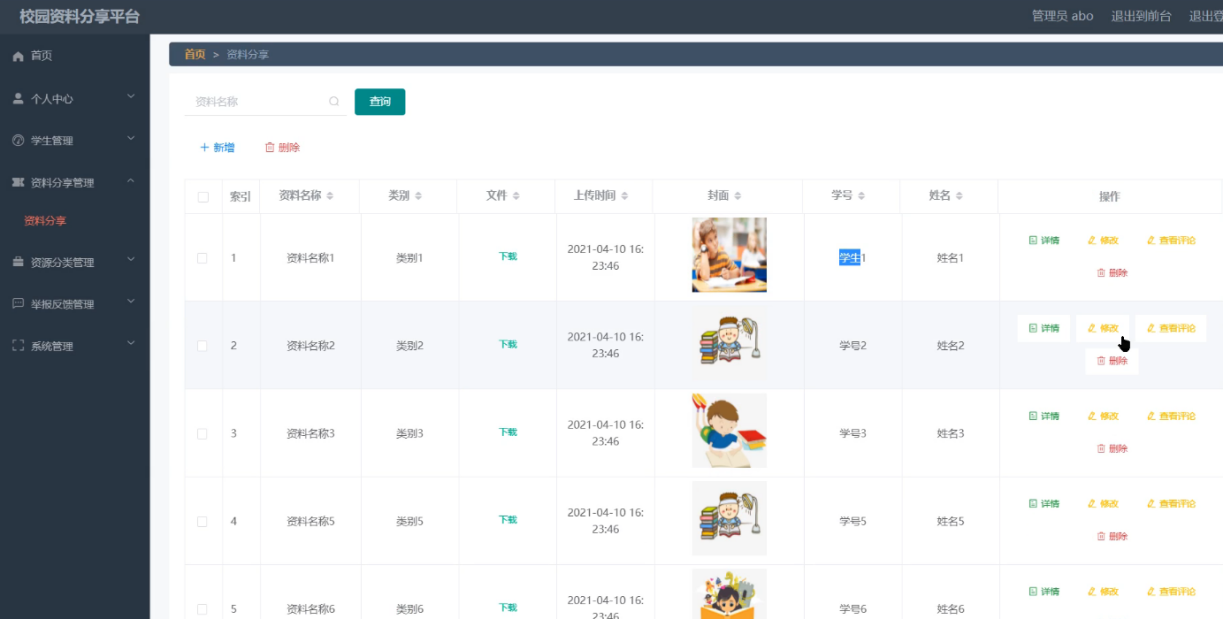 校园资料分享平台
管理员 abo 退出到前台 退出登
首页
个人中心
学生管理
资料分享管理
资料分享
资源分类管理
举报反馈管理
系统管理
首页 > 资料分享
资料名称 查询
+ 新增 删除
索引 资料名称 类别 文件 上传时间 封面 学号 姓名 操作
1 资料名称1 类别1 下载 2021-04-10 16:
23:46 学生1 姓名1 详情 修改 查看评论
删除
2 资料名称2 类别2 下载 2021-04-10 16:
23:46 学号2 姓名2 详情 修改 查看评论
删除
3 资料名称3 类别3 下载 2021-04-10 16:
23:46 学号3 姓名3 详情 修改 查看评论
删除
4 资料名称5 类别5 下载 2021-04-10 16:
23:46 学号5 姓名5 详情 修改 查看评论
删除
5 资料名称6 类别6 下载 2021-04-10 16:
23:46 学号6 姓名6 详情 修改 查看评论